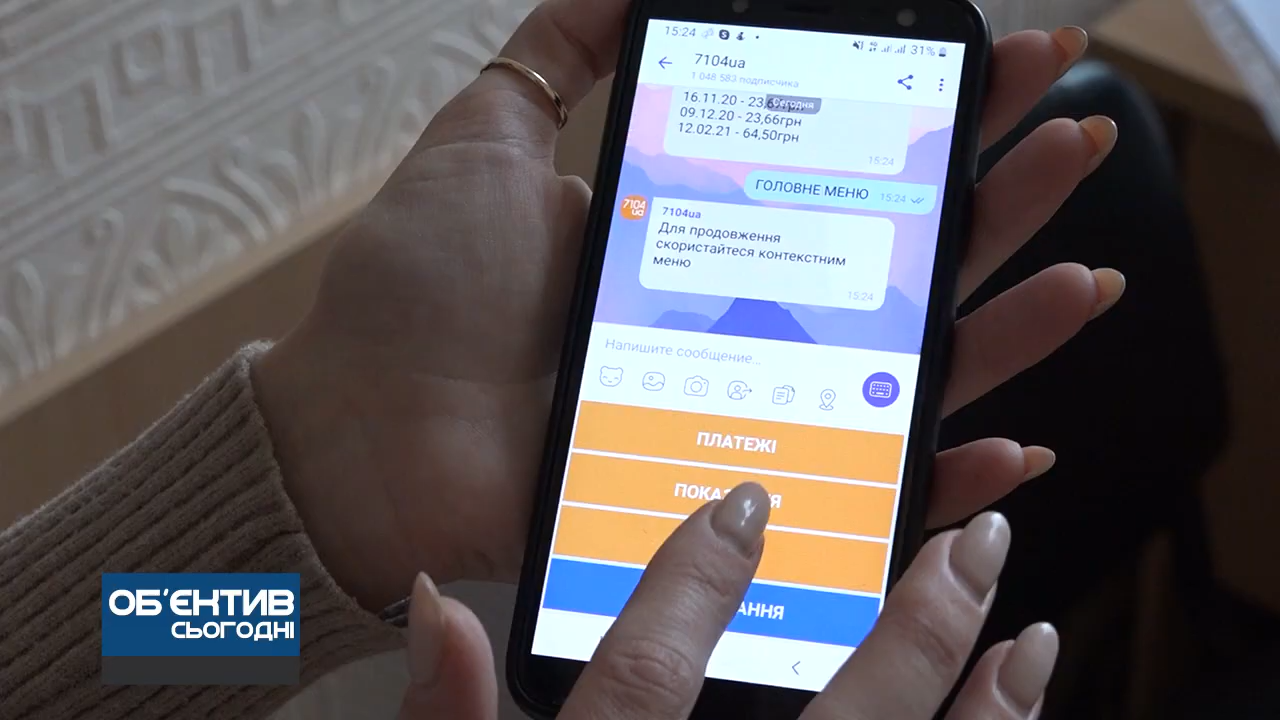 15:24
31%
7104ua
1 048 583 подписчика
Сегодня
16.11.20 - 23,
09.12.20 - 23,66грн
12.02.21 - 64,50грн
15:24
ГОЛОВНЕ МЕНЮ 15:24
7104
ua
7104ua
Для продовження
скористайтеся контекстним
меню
15:24
Напишите сообщение...
ПЛАТЕЖІ
ОБ'ЄКТИВ
СЬОГОДНІ